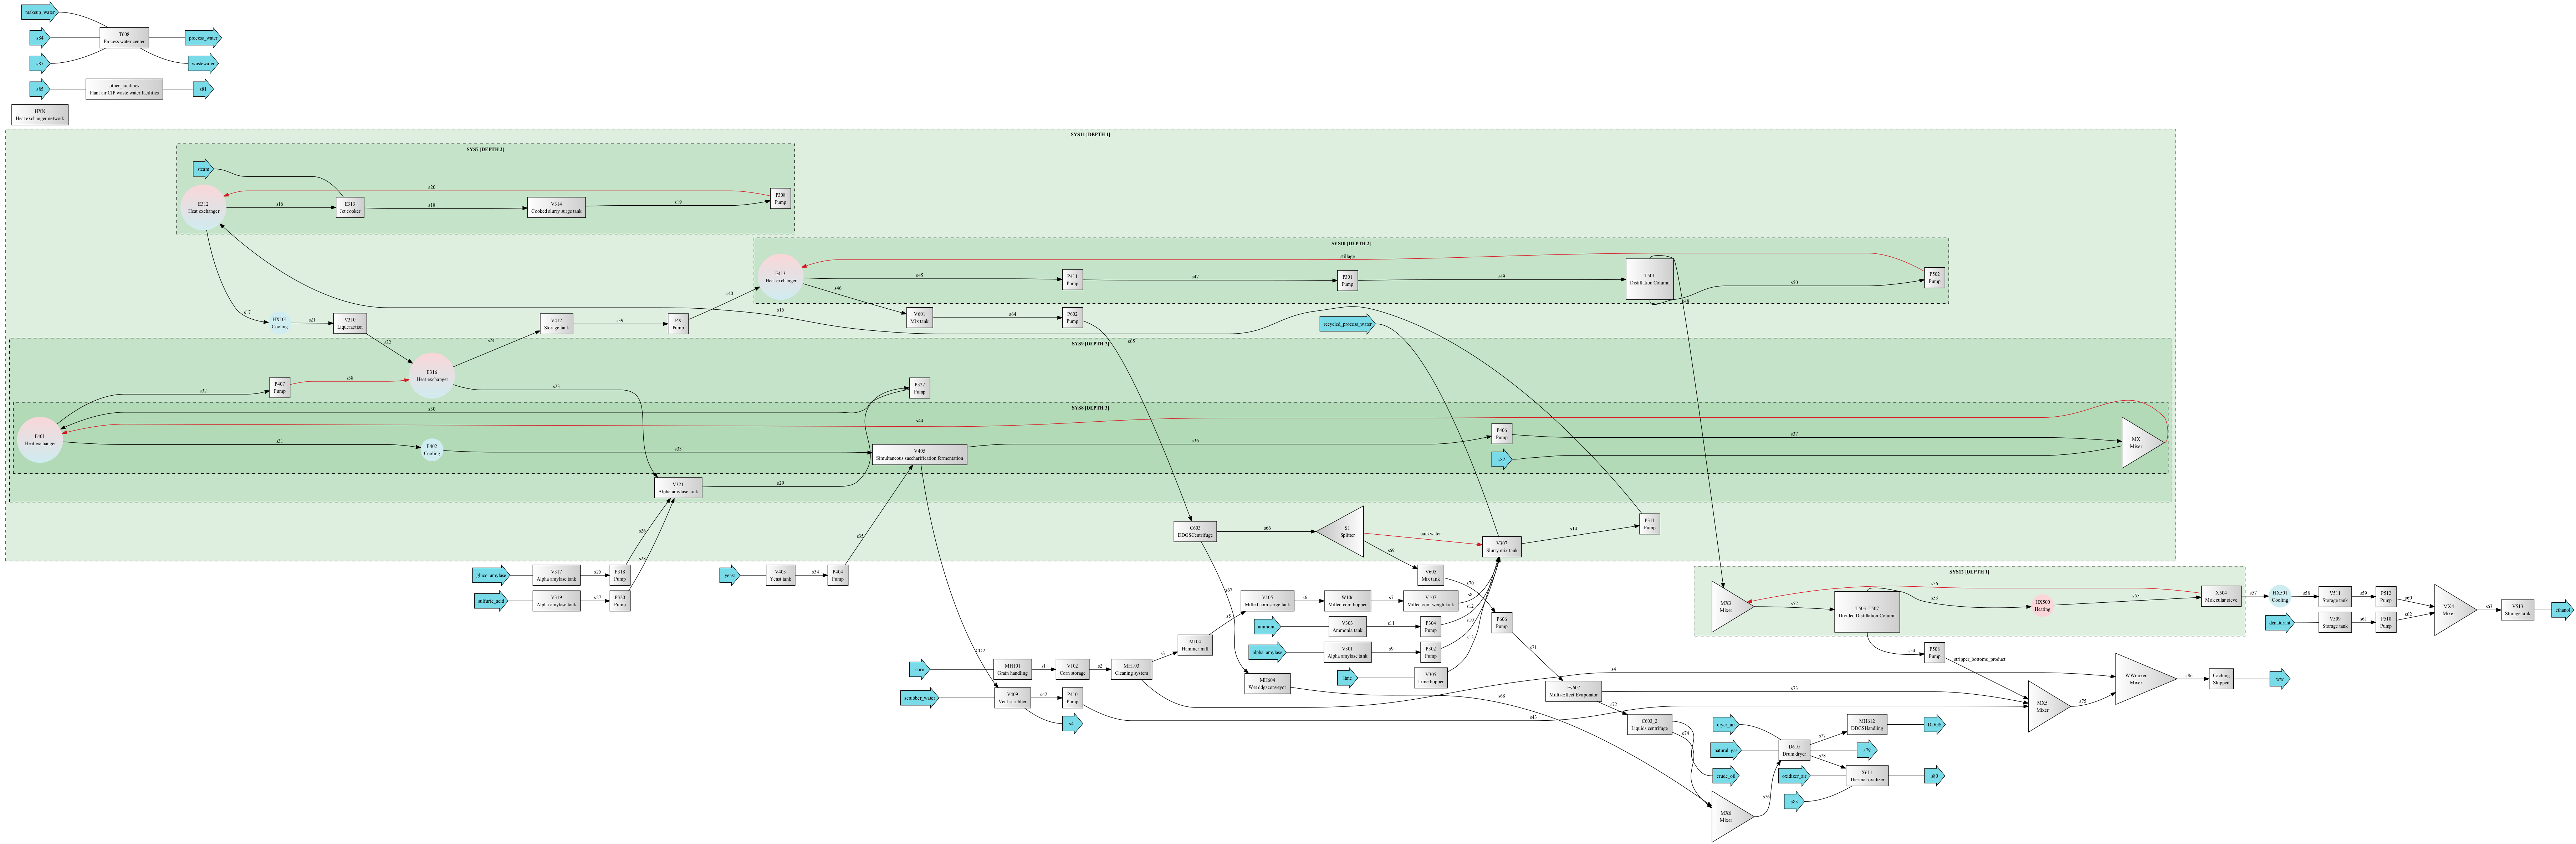 makeup_water
s84
s87
T608
Process water center
process_water
wastewater
s85
other_facilities
Plant air CIP waste water facilities
s81
HXN
Heat exchanger network
SYS11 [DEPTH 1]
SYS7 [DEPTH 2]
steam
s20
E312
Heat exchanger
s16
E313
Jet cooker
s18
V314
Cooked slurry surge tank
s19
P308
Pump
SYS10 [DEPTH 2]
stillage
E413
Heat exchanger
s45
P411
Pump
s47
P501
Pump
s49
T501
Distillation Column
s50
P502
Pump
s40
s46
s48
s17
HX101
Cooling
s21
V310
Liquefaction
s22
s24
V412
Storage tank
s39
PX
Pump
s15
V601
Mix tank
s64
P602
Pump
s65
recycled_process_water
SYS9 [DEPTH 2]
E316
Heat exchanger
s32
P407
Pump
s38
s23
P322
Pump
s30
SYS8 [DEPTH 3]
s44
E401
Heat exchanger
s31
E402
Cooling
s33
V405
Simultaneous saccharification fermentation
s36
P406
Pump
s37
s82
MX
Mixer
V321
Alpha amylase tank
s29
s26
s28
s35
C603
DDGSCentrifuge
s66
S1
Splitter
backwater
s69
V307
Slurry mix tank
s14
P311
Pump
gluco_amylase
V317
Alpha amylase tank
s25
P318
Pump
sulfuric_acid
V319
Alpha amylase tank
s27
P320
Pump
yeast
V403
Yeast tank
s34
P404
Pump
V605
Mix tank
s70
s67
s5
V105
Milled corn surge tank
s6
W106
Milled corn hopper
s7
V107
Milled corn weigh tank
s8
s12
ammonia
V303
Ammonia tank
s11
P304
Pump
s10
alpha_amylase
V301
Alpha amylase tank
s9
P302
Pump
s13
lime
V305
Lime hopper
P606
Pump
s71
SYS12 [DEPTH 1]
s56
MX3
Mixer
s52
T503_T507
Divided Distillation Column
s53
HX500
Heating
s55
X504
Molecular sieve
s57
HX501
Cooling
s58
V511
Storage tank
s59
P512
Pump
s60
denaturant
V509
Storage tank
s61
P510
Pump
s62
MX4
Mixer
s63
V513
Storage tank
ethanol
s54
P508
Pump
stripper_bottoms_product
CO2
corn
MH101
Grain handling
s1
V102
Corn storage
s2
MH103
Cleaning system
s3
M104
Hammer mill
s4
scrubber_water
V409
Vent scrubber
s42
P410
Pump
s41
s43
MH604
Wet ddgsconveyor
s68
Ev607
Multi-Effect Evaporator
s73
s72
C603_2
Liquids centrifuge
s74
crude_oil
MX5
Mixer
s75
WWmixer
Mixer
s86
Caching
Skipped
ww
dryer_air
natural_gas
D610
Drum dryer
s77
MH612
DDGSHandling
DDGS
s79
s78
oxidizer_air
X611
Thermal oxidizer
s80
s83
s76
MX6
Mixer